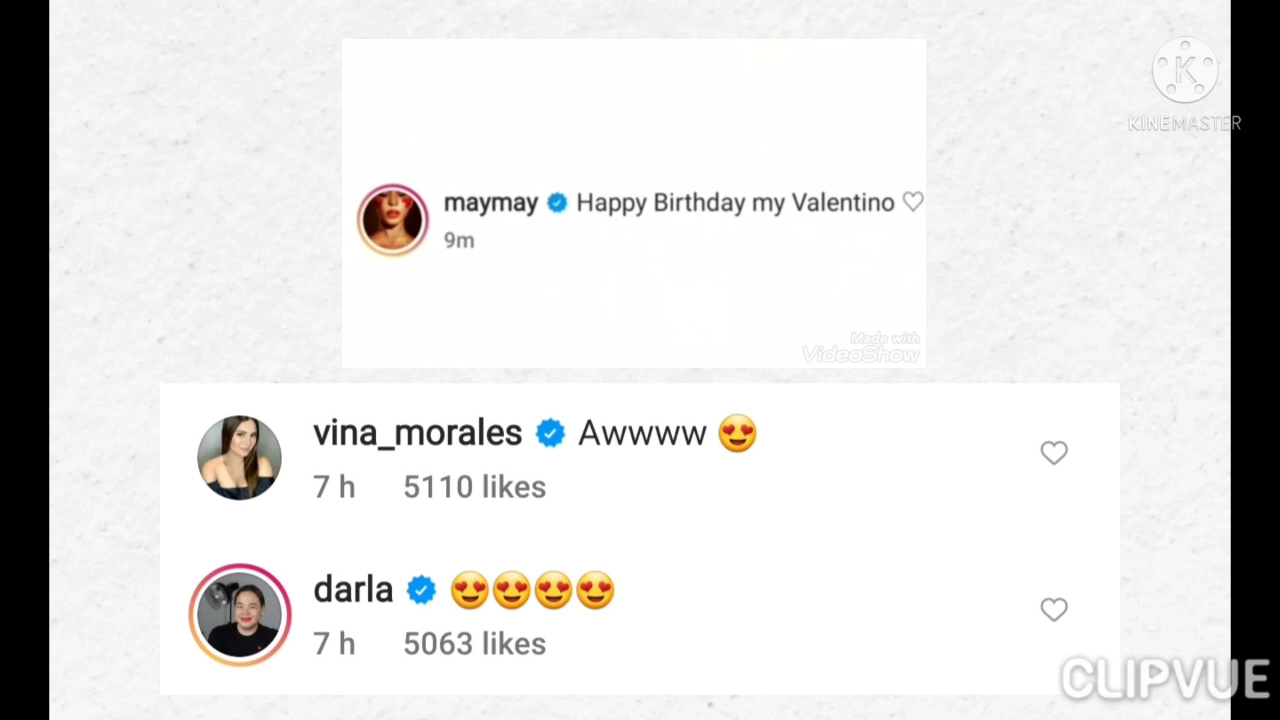 K
KINEMASTER
maymay Happy Birthday my Valentino
9m
Made with
VideoShow
vina_morales Awwww 😍
7 h 5110 likes
darla 😍😍😍😍
7 h 5063 likes
CLIPVUE